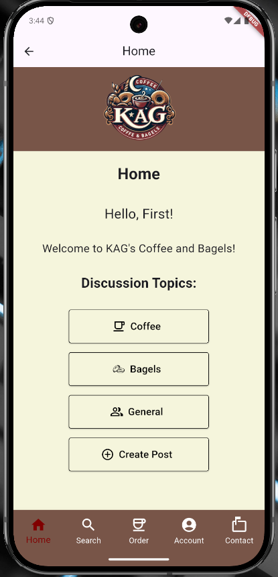 3:44
DEBUG
Home
COFFEE
KAG
COFFEE & BAGELS
Home
Hello, First!
Welcome to KAG's Coffee and Bagels!
Discussion Topics:
Coffee
Bagels
General
Create Post
Home Search Order Account Contact